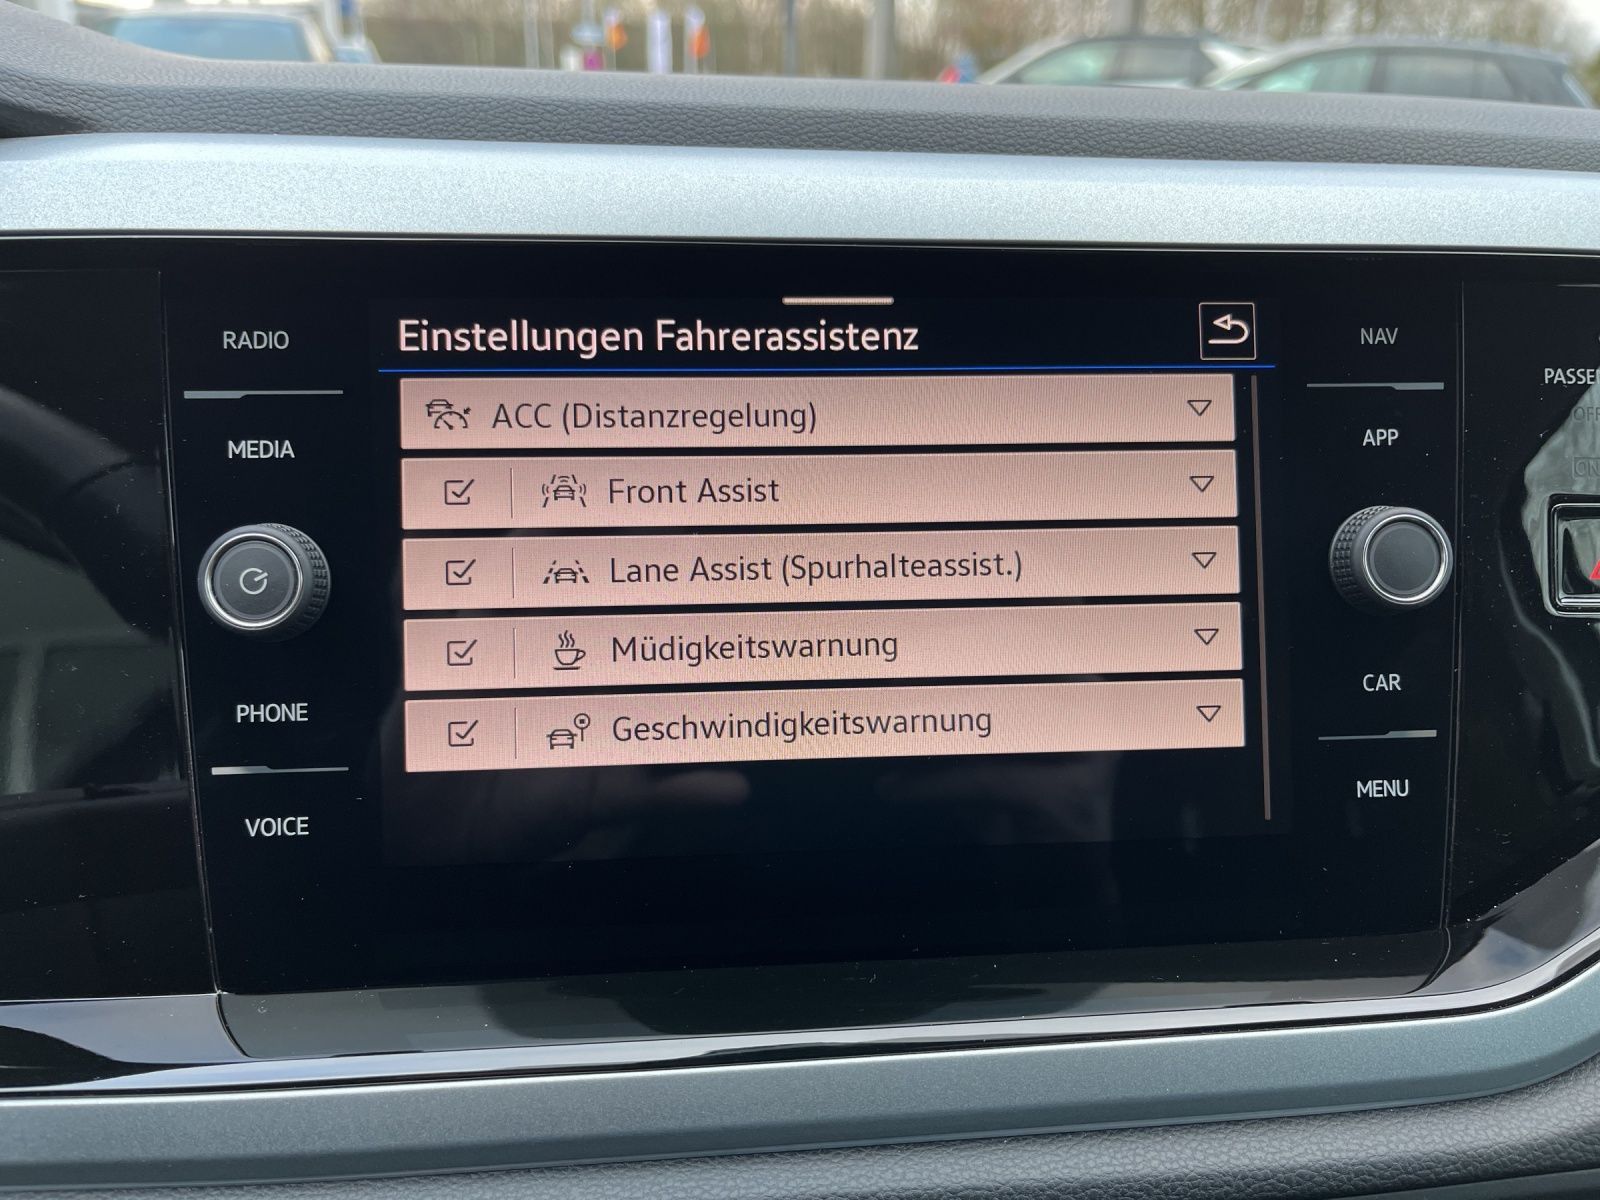 RADIO
MEDIA
PHONE
VOICE
Einstellungen Fahrerassistenz
ACC (Distanzregelung)
Front Assist
Lane Assist (Spurhalteassist.)
Müdigkeitswarnung
Geschwindigkeitswarnung
NAV
APP
CAR
MENU